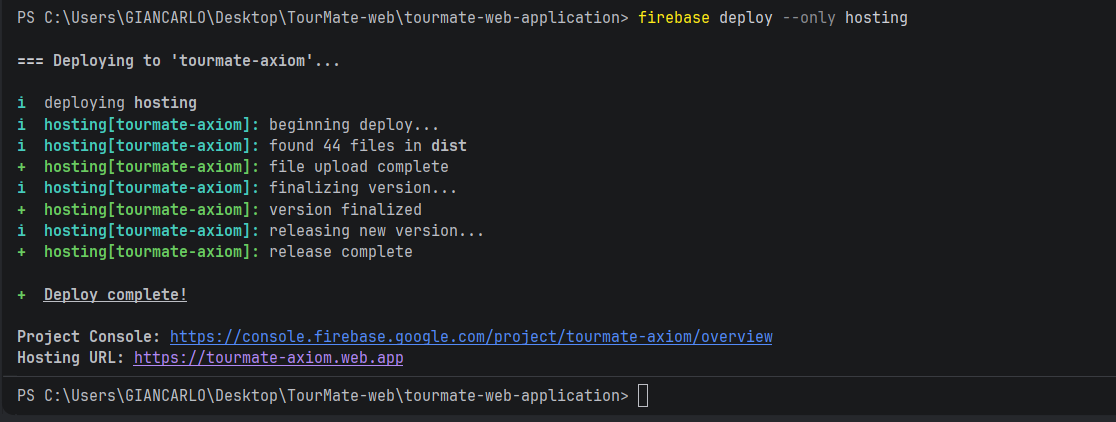 PS C:\Users\GIANCARLO\Desktop\TourMate-web\tourmate-web-application> firebase deploy --only hosting
=== Deploying to 'tourmate-axiom'...
i  deploying hosting
i  hosting[tourmate-axiom]: beginning deploy...
i  hosting[tourmate-axiom]: found 44 files in dist
+  hosting[tourmate-axiom]: file upload complete
i  hosting[tourmate-axiom]: finalizing version...
+  hosting[tourmate-axiom]: version finalized
i  hosting[tourmate-axiom]: releasing new version...
+  hosting[tourmate-axiom]: release complete
+  Deploy complete!
Project Console: https://console.firebase.google.com/project/tourmate-axiom/overview
Hosting URL: https://tourmate-axiom.web.app
PS C:\Users\GIANCARLO\Desktop\TourMate-web\tourmate-web-application>